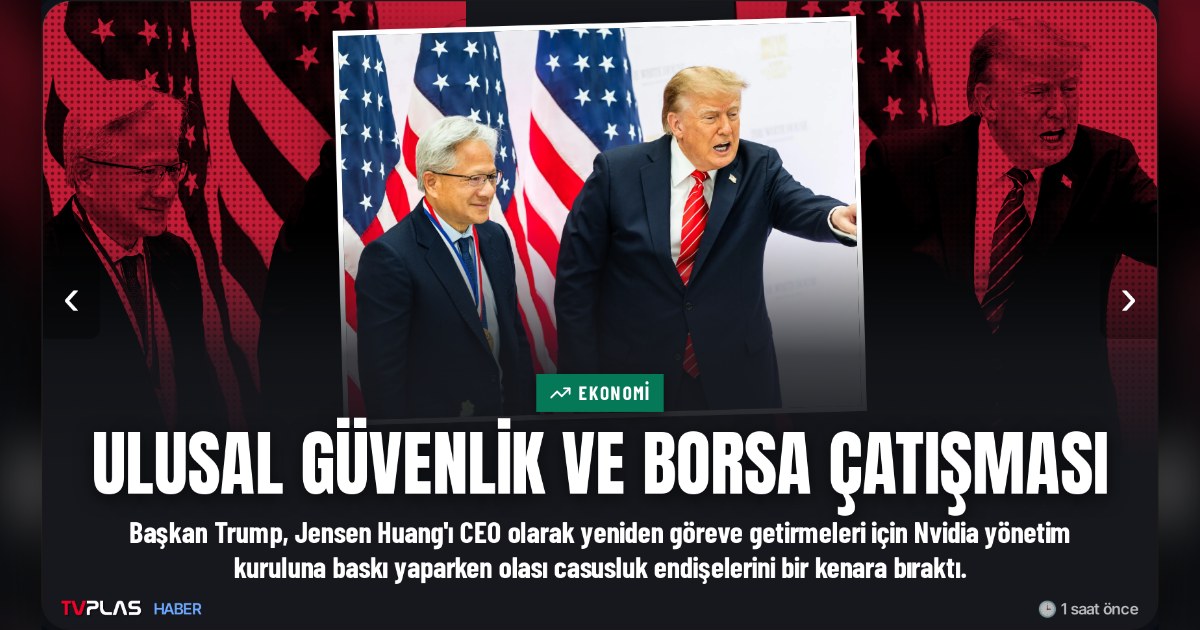 EKONOMİ
ULUSAL GÜVENLİK VE BORSA ÇATIŞMASI
Başkan Trump, Jensen Huang'ı CEO olarak yeniden göreve getirmeleri için Nvidia yönetim
kuruluna baskı yaparken olası casusluk endişelerini bir kenara bıraktı.
TVPLAS HABER
1 saat önce